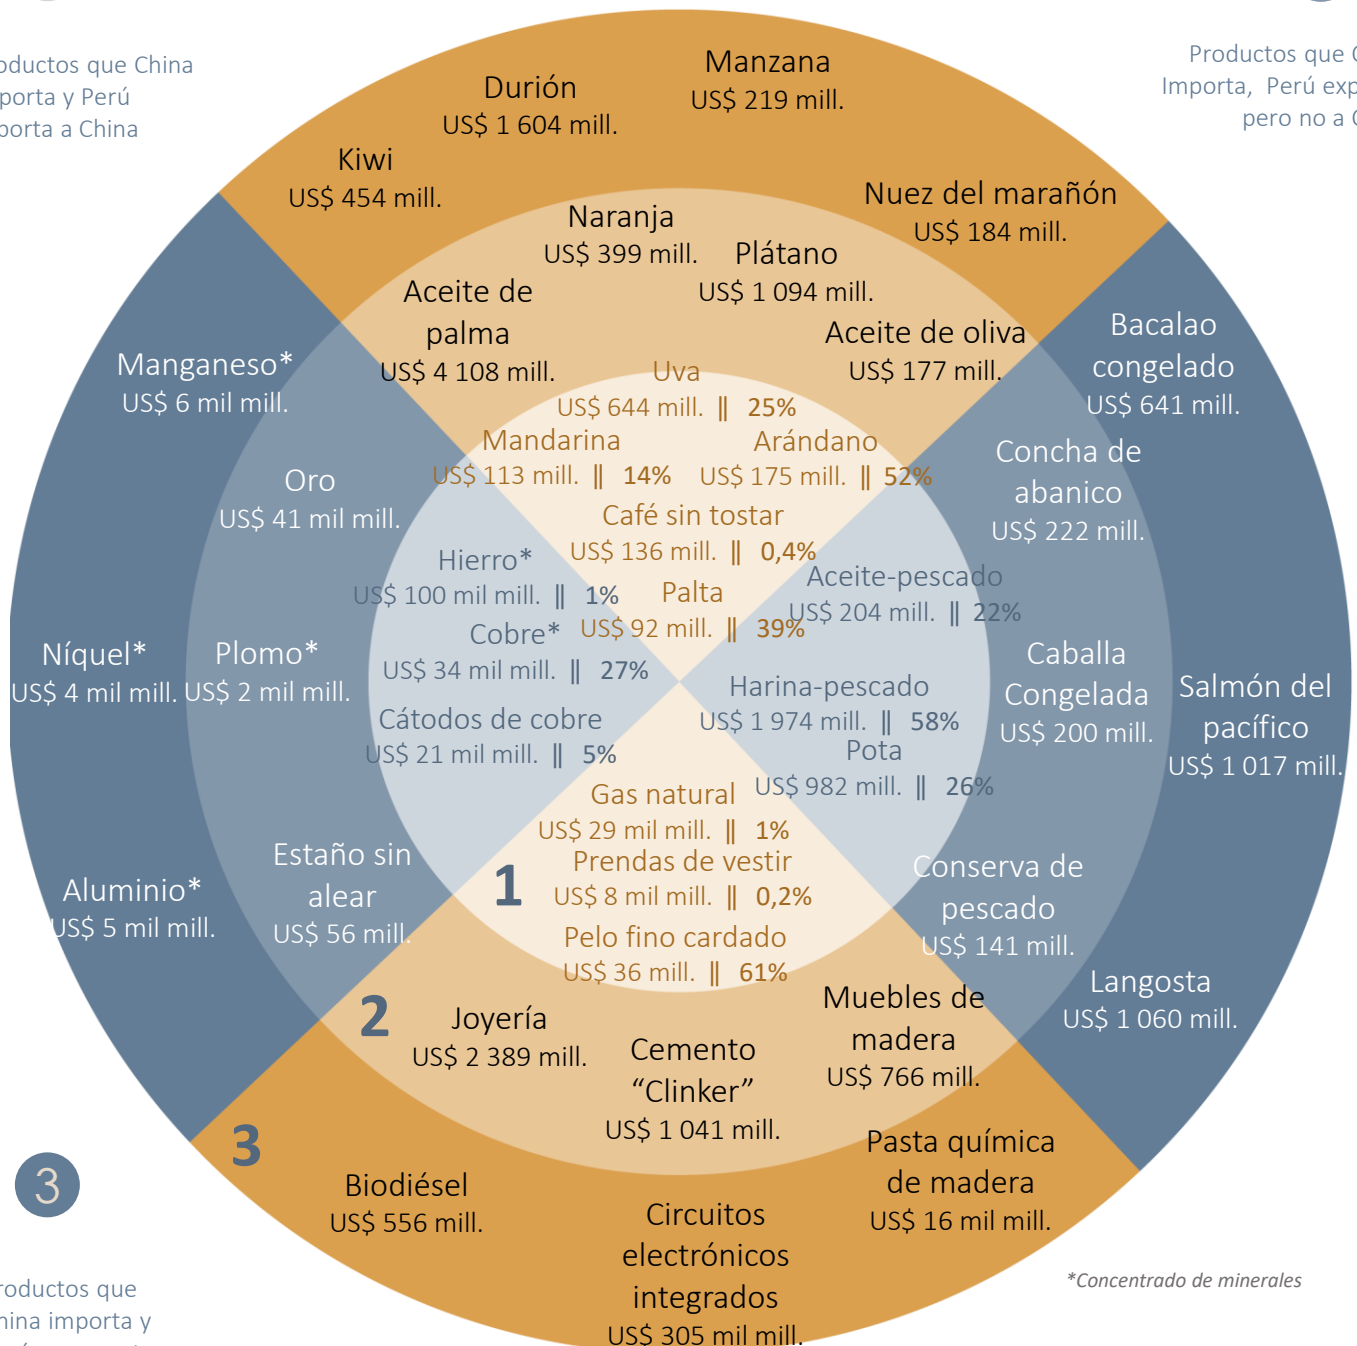 Productos que China
importa y Perú
exporta a China
Productos que
Importa, Perú
pero no a
Durión
US$ 1 604 mill.
Manzana
US$ 219 mill.
Kiwi
US$ 454 mill.
Nuez del marañón
US$ 184 mill.
Naranja
US$ 399 mill.
Plátano
US$ 1 094 mill.
Aceite de
palma
US$ 4 108 mill.
Aceite de oliva
US$ 177 mill.
Uva
US$ 644 mill. || 25%
Mandarina
US$ 113 mill. || 14%
Arándano
US$ 175 mill. || 52%
Café sin tostar
US$ 136 mill. || 0,4%
Palta
US$ 92 mill. || 39%
Manganeso*
US$ 6 mil mill.
Oro
US$ 41 mil mill.
Hierro*
US$ 100 mil mill. || 1%
Cobre*
US$ 34 mil mill. || 27%
Cátodos de cobre
US$ 21 mil mill. || 5%
Níquel*
US$ 4 mil mill.
Plomo*
US$ 2 mil mill.
Estaño sin
alear
US$ 56 mill.
Aluminio*
US$ 5 mil mill.
Bacalao
congelado
US$ 641 mill.
Concha de
abanico
US$ 222 mill.
Aceite-pescado
US$ 204 mill. || 22%
Harina-pescado
US$ 1 974 mill. || 58%
Pota
US$ 982 mill. || 26%
Caballa
Congelada
US$ 200 mill.
Salmón del
pacífico
US$ 1 017 mill.
Conserva de
pescado
US$ 141 mill.
Langosta
US$ 1 060 mill.
Gas natural
US$ 29 mil mill. || 1%
Prendas de vestir
US$ 8 mil mill. || 0,2%
Pelo fino cardado
US$ 36 mill. || 61%
1
2
3
Joyería
US$ 2 389 mill.
Cemento
“Clinker”
US$ 1 041 mill.
Muebles de
madera
US$ 766 mill.
Biodiésel
US$ 556 mill.
Circuitos
electrónicos
integrados
US$ 305 mil mill.
Pasta química
de madera
US$ 16 mil mill.
3
Productos que
China importa y
*Concentrado de minerales